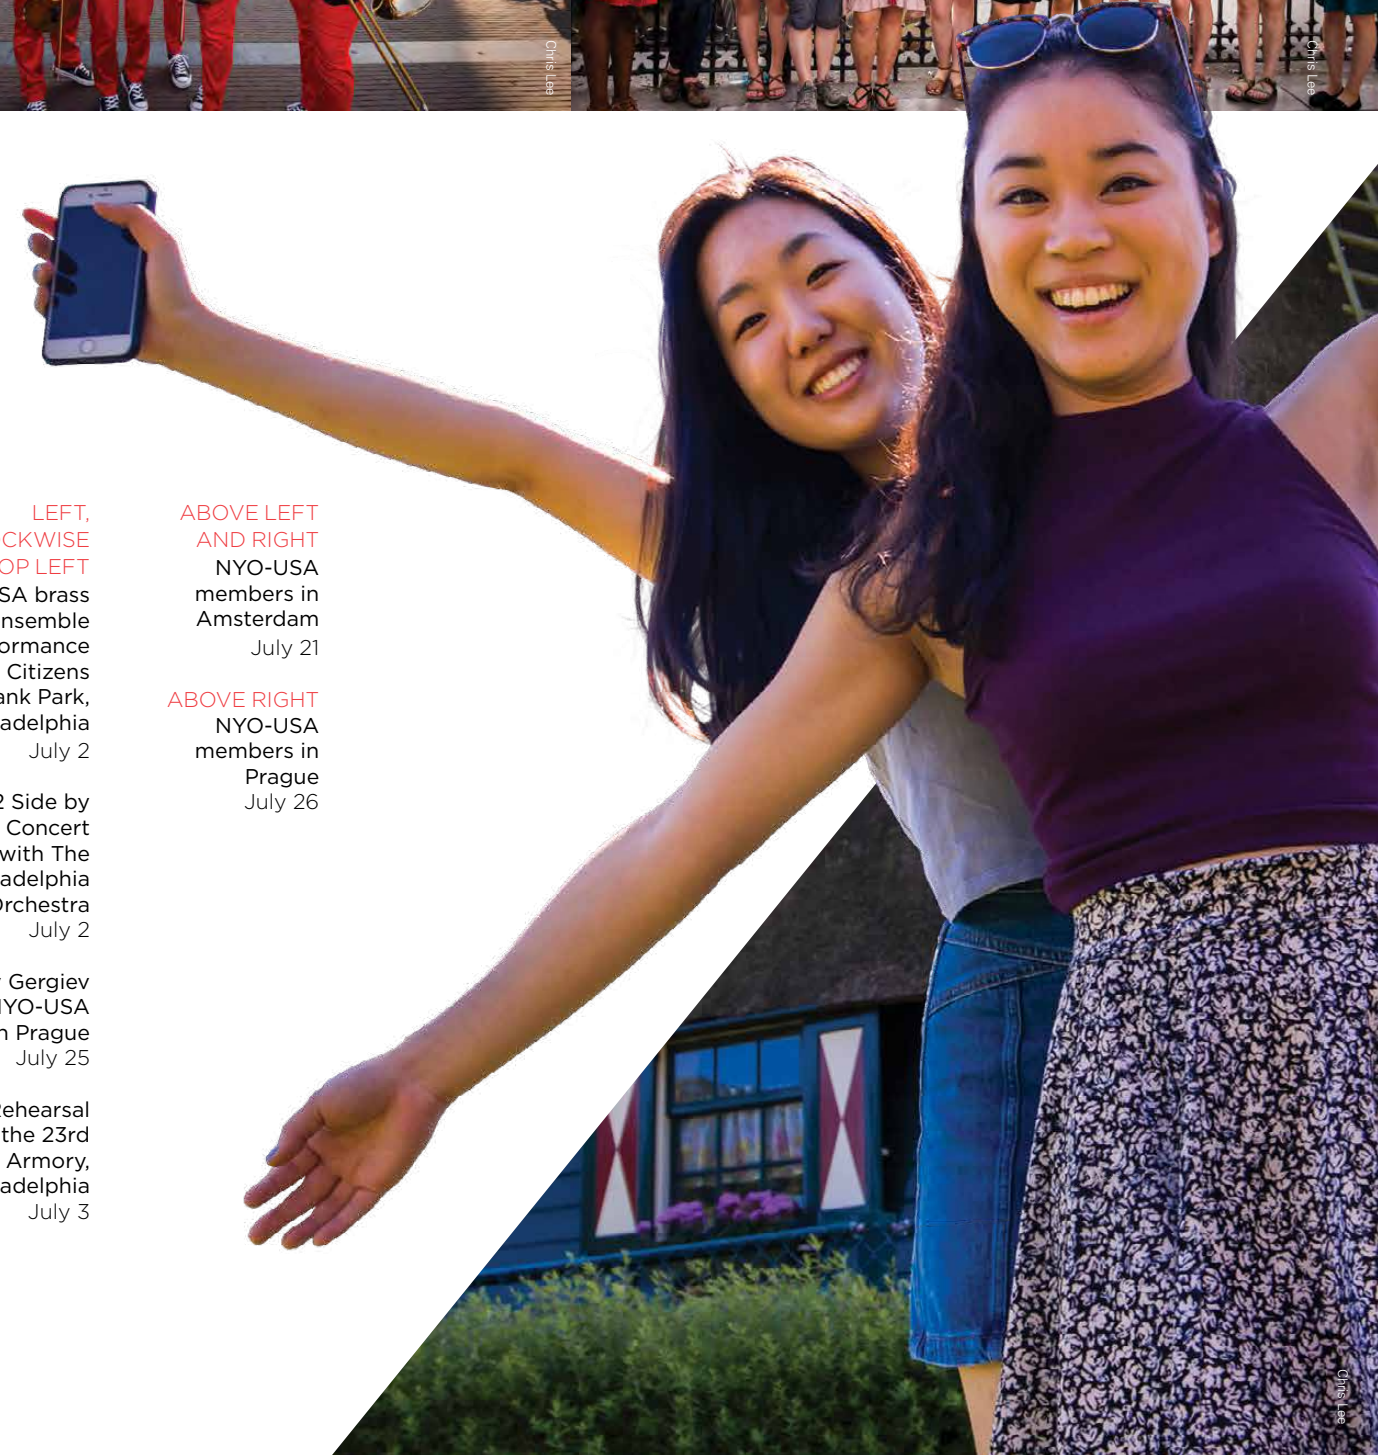 Chris Lee
Chris Lee
LEFT,
CKWISE
OP LEFT
SA brass
nsemble
ormance
Citizens
ank Park,
adelphia
July 2
2 Side by
Concert
with The
adelphia
Orchestra
July 2
Gergiev
NYO-USA
n Prague
July 25
Rehearsal
the 23rd
Armory,
adelphia
July 3
ABOVE LEFT
AND RIGHT
NYO-USA
members in
Amsterdam
July 21
ABOVE RIGHT
NYO-USA
members in
Prague
July 26
Chris Lee